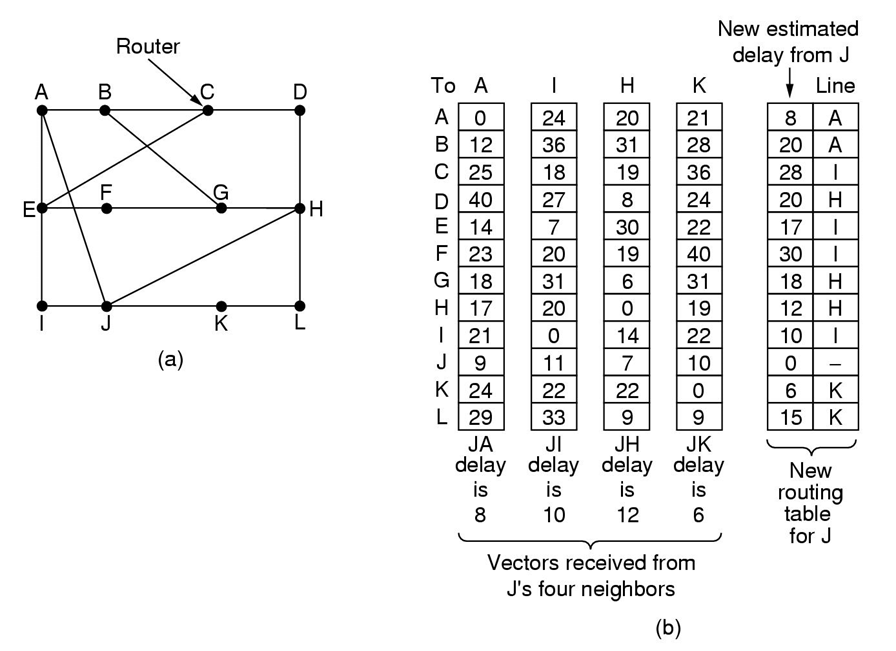 Router
A B C D
E F G H
I J K L
(a)
New estimated
delay from J
To A I H K Line
A 0 24 20 21 8 A
B 12 36 31 28 20 A
C 25 18 19 36 28 I
D 40 27 8 24 20 H
E 14 7 30 22 17 I
F 23 20 19 40 30 I
G 18 31 6 31 18 H
H 17 20 0 19 12 H
I 21 0 14 22 10 I
J 9 11 7 10 0 –
K 24 22 22 0 6 K
L 29 33 9 9 15 K
JA JI JH JK
delay delay delay delay
is is is is
8 10 12 6
New
routing
table
for J
Vectors received from
J's four neighbors
(b)